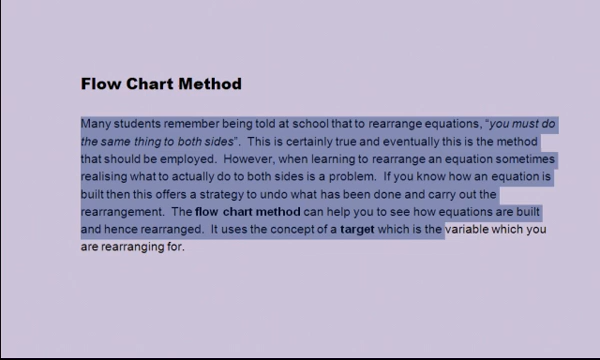 Flow Chart Method
Many students remember being told at school that to rearrange equations, “you must do
the same thing to both sides”.  This is certainly true and eventually this is the method
that should be employed.  However, when learning to rearrange an equation sometimes
realising what to actually do to both sides is a problem.  If you know how an equation is
built then this offers a strategy to undo what has been done and carry out the
rearrangement.  The flow chart method can help you to see how equations are built
and hence rearranged.  It uses the concept of a target which is the variable which you
are rearranging for.